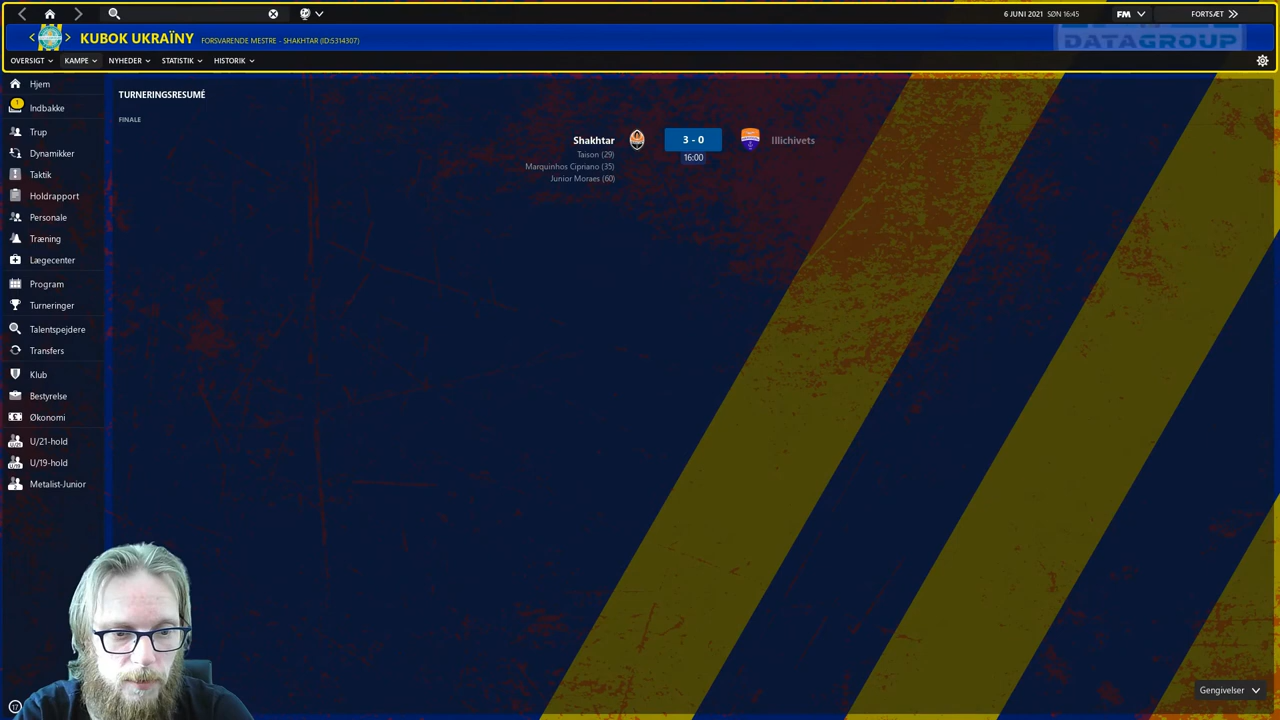 6 JUNI 2021 SØN 16:45
FM
FORTSÆT
KUBOK UKRAÏNY
FORSVARENDE MESTRE - SHAKHTAR (ID:5314307)
DATAGROUP
OVERSIGT
KAMPE
NYHEDER
STATISTIK
HISTORIK
Hjem
1
Indbakke
Trup
Dynamikker
Taktik
Holdrapport
Personale
Træning
Lægecenter
Program
Turneringer
Talentspejdere
Transfers
Klub
Bestyrelse
Økonomi
U/21-hold
U/19-hold
Metalist-Junior
TURNERINGSRESUMÉ
FINALE
Shakhtar
3 - 0
Illichivets
Taison (29)
16:00
Marquinhos Cipriano (35)
Junior Moraes (60)
Gengivelser